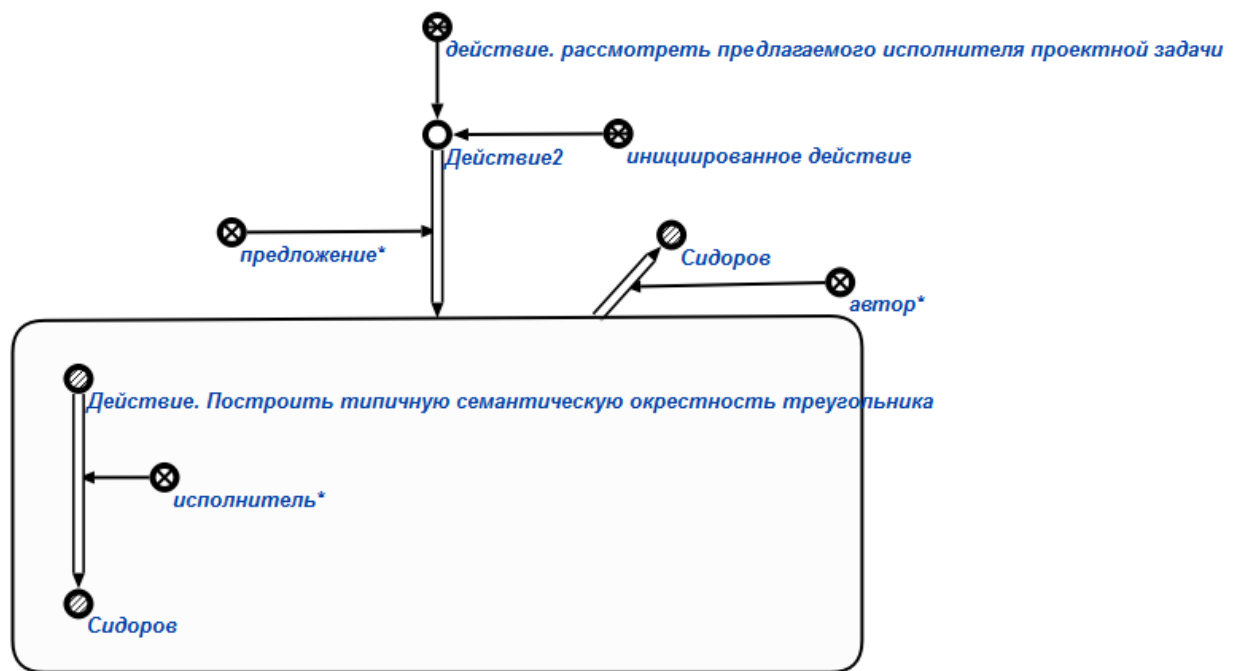 действие. рассмотреть предлагаемого исполнителя проектной задачи
Действие2
инициированное действие
предложение*
Сидоров
автор*
Действие. Построить типичную семантическую окрестность треугольника
исполнитель*
Сидоров